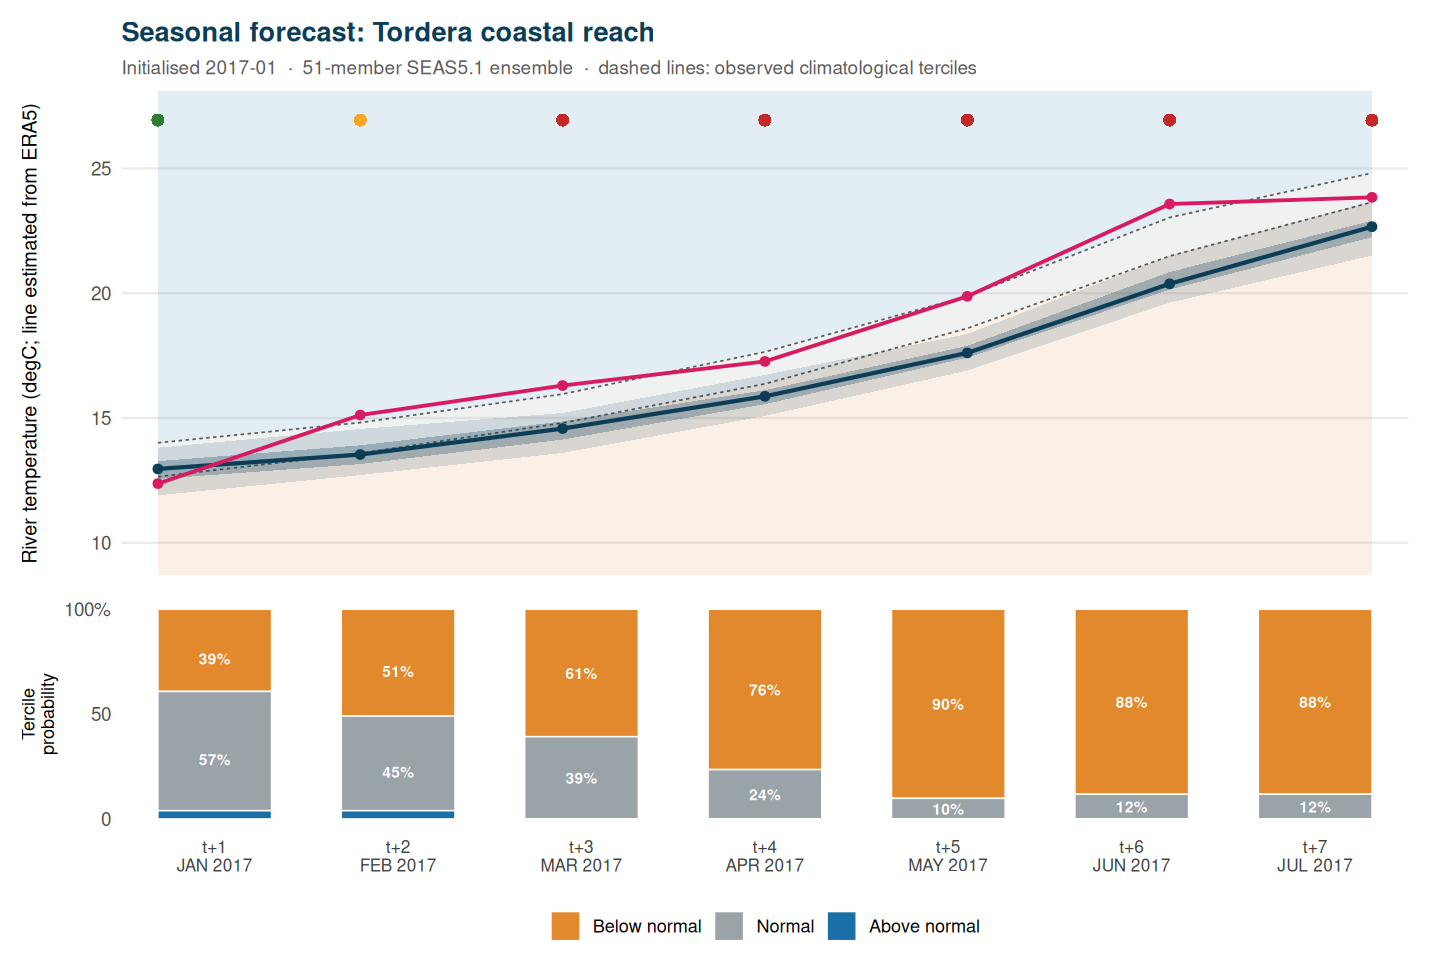 Seasonal forecast: Tordera coastal reach
Initialised 2017-01 · 51-member SEAS5.1 ensemble · dashed lines: observed climatological terciles
River temperature (degC; line estimated from ERA5)
25
20
15
10
Tercile
probability
100%
50
0
39%
51%
61%
76%
90%
88%
88%
57%
45%
39%
24%
10%
12%
12%
t+1
JAN 2017
t+2
FEB 2017
t+3
MAR 2017
t+4
APR 2017
t+5
MAY 2017
t+6
JUN 2017
t+7
JUL 2017
Below normal
Normal
Above normal